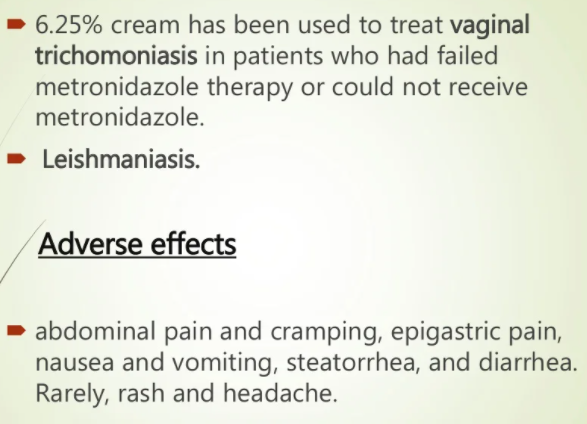 6.25% cream has been used to treat vaginal
trichomoniasis in patients who had failed
metronidazole therapy or could not receive
metronidazole.
Leishmaniasis.
Adverse effects
abdominal pain and cramping, epigastric pain,
nausea and vomiting, steatorrhea, and diarrhea.
Rarely, rash and headache.